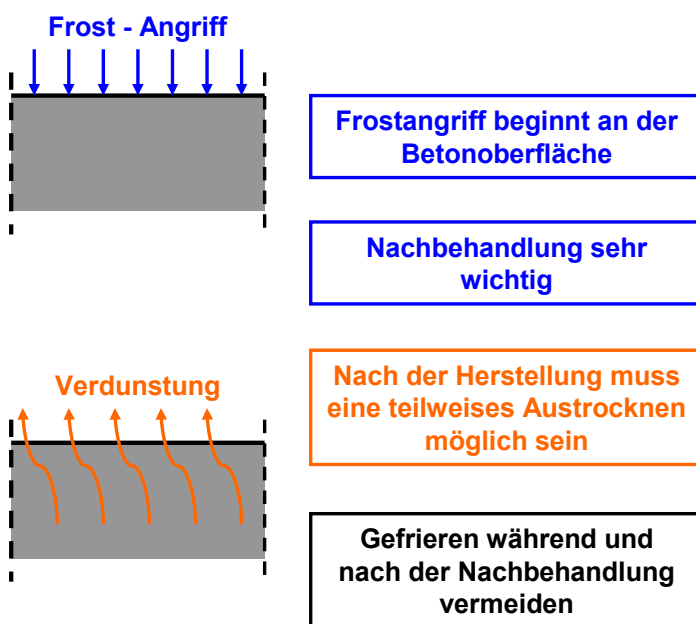 Frost - Angriff
Frostangriff beginnt an der
Betonoberfläche
Nachbehandlung sehr
wichtig
Verdunstung
Nach der Herstellung muss
eine teilweises Austrocknen
möglich sein
Gefrieren während und
nach der Nachbehandlung
vermeiden